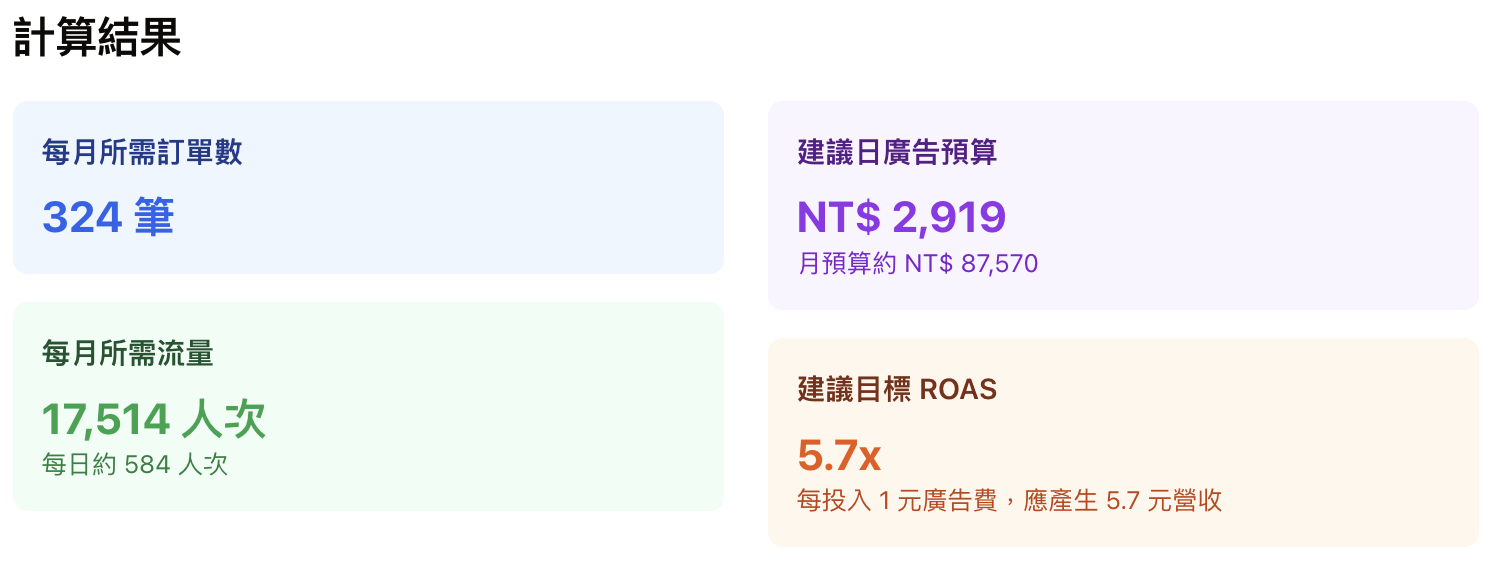 計算結果
每月所需訂單數
324 筆
每月所需流量
17,514 人次
每日約 584 人次
建議日廣告預算
NT$ 2,919
月預算約 NT$ 87,570
建議目標 ROAS
5.7x
每投入 1 元廣告費，應產生 5.7 元營收